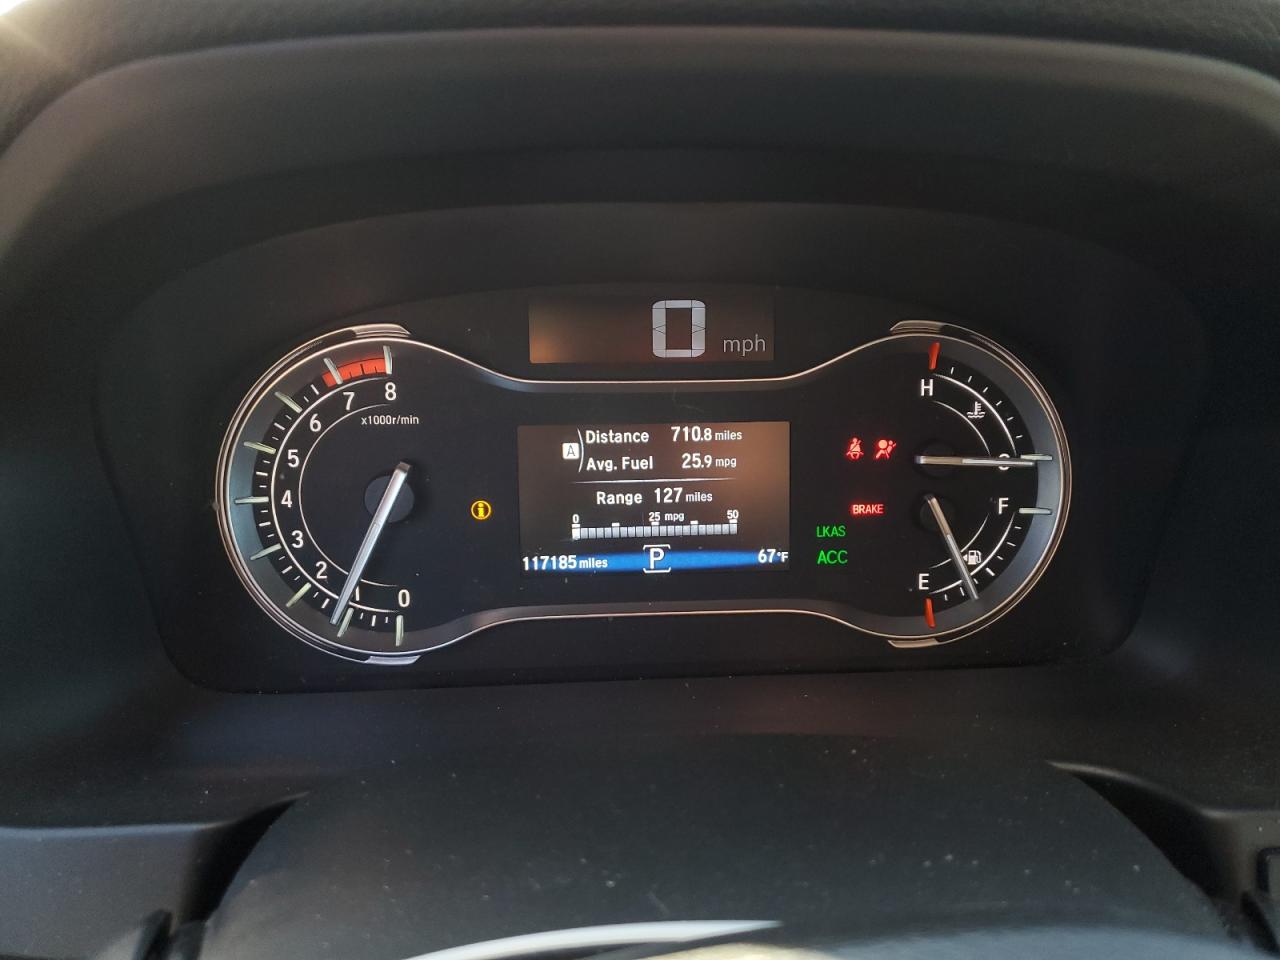 0 mph
8
7
6
5
4
3
2
1
0
x1000r/min
A
Distance 710.8 miles
Avg. Fuel 25.9 mpg
Range 127 miles
0 25 mpg 50
117185 miles P 67°F
i
BRAKE
LKAS
ACC
H
C
F
E